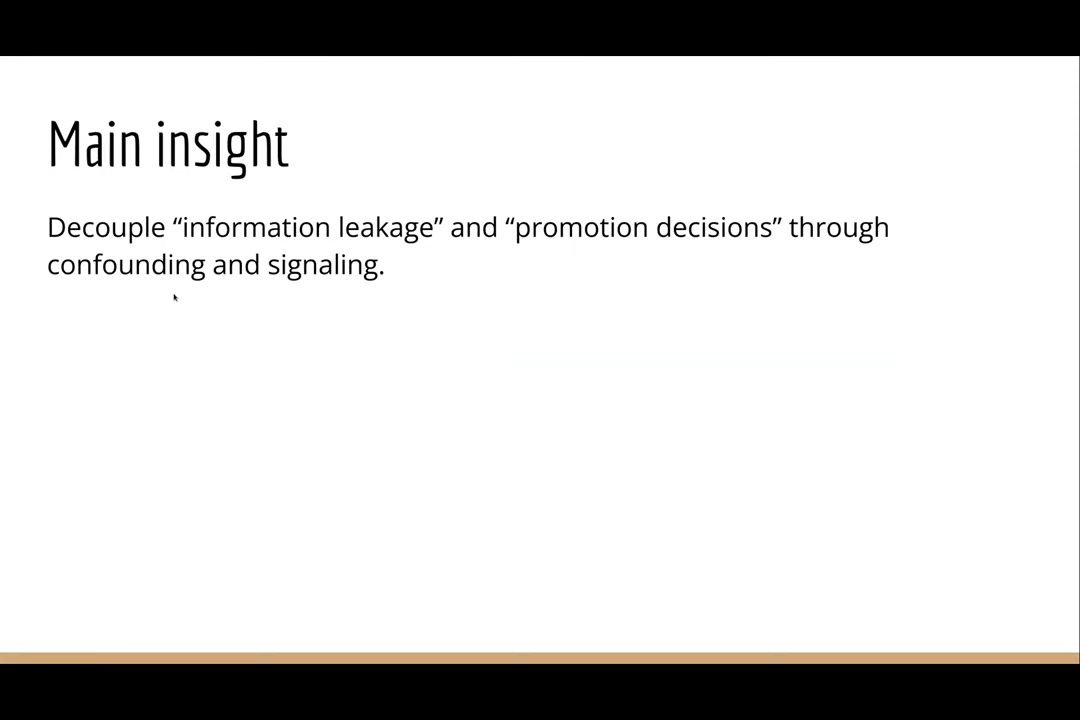 Main insight
Decouple “information leakage” and “promotion decisions” through
confounding and signaling.